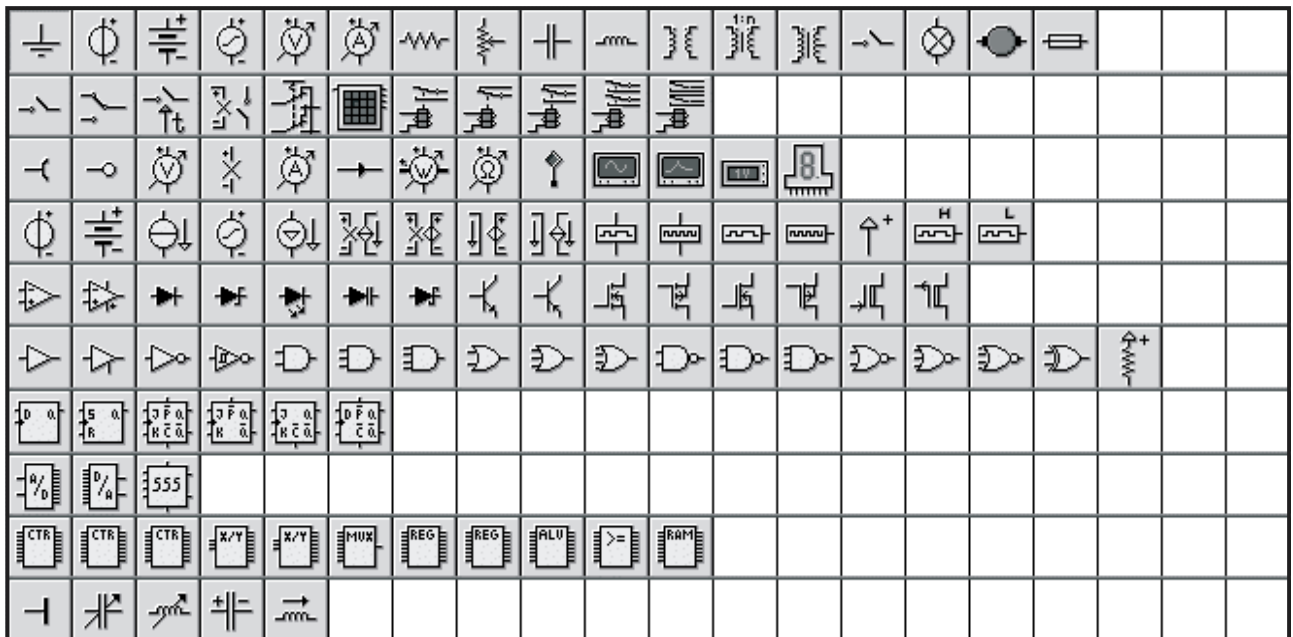 1:n
V A
t
V A W Ω 1V 8.
H L
D Q S R Q J P Q K C Q J P Q K Q J Q K C Q D P Q C Q
A/D D/A 555
CTR CTR CTR X/Y X/Y MUX REG REG ALU >= RAM